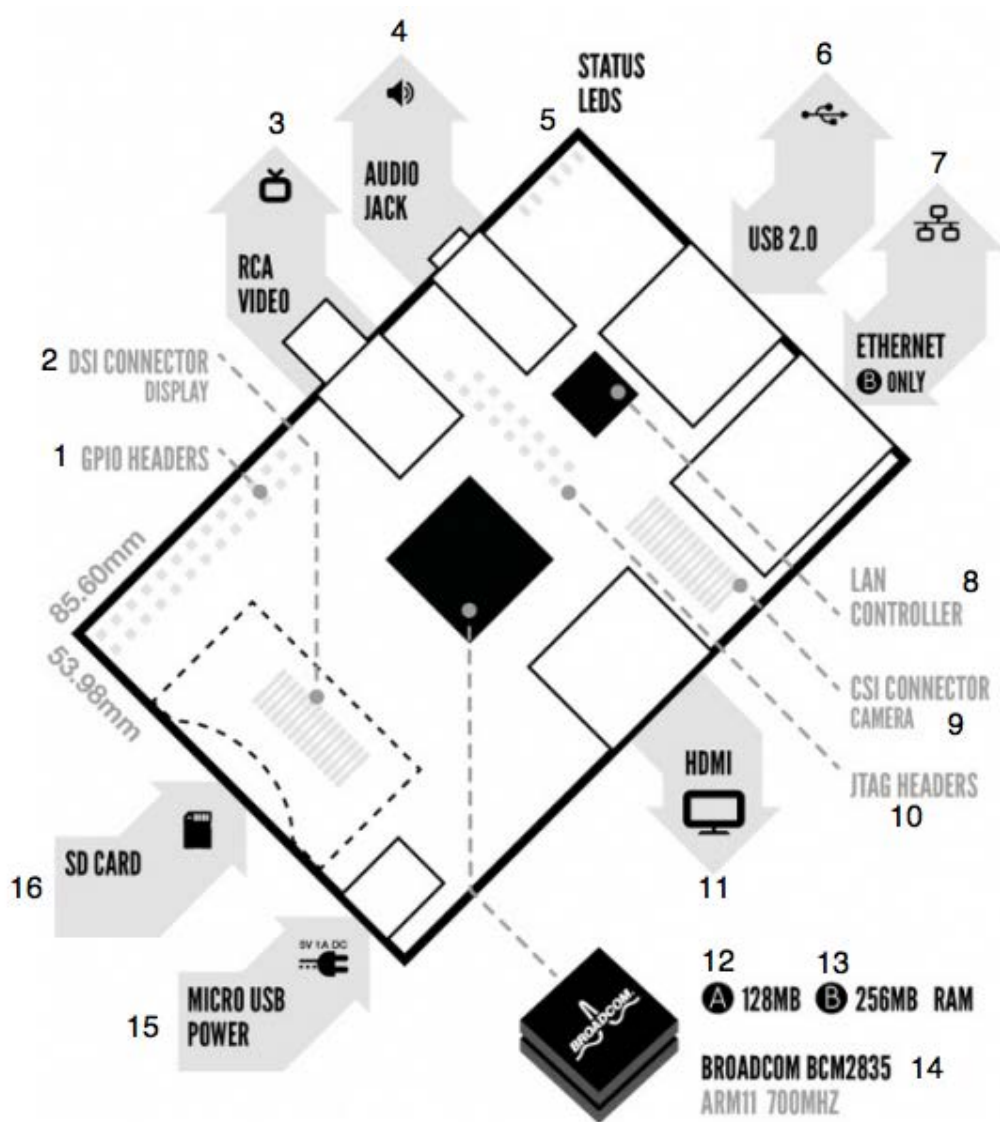 4
STATUS
LEDS
6
5
3
7
AUDIO
JACK
USB 2.0
RCA
VIDEO
2 DSI CONNECTOR
DISPLAY
ETHERNET
B ONLY
1 GPIO HEADERS
85.60mm
53.98mm
LAN
CONTROLLER
8
CSI CONNECTOR
CAMERA 9
JTAG HEADERS
10
HDMI
11
SD CARD
16
5V 1A DC
MICRO USB
POWER
15
BROADCOM.
12 13
A 128MB B 256MB RAM
BROADCOM BCM2835 14
ARM11 700MHZ